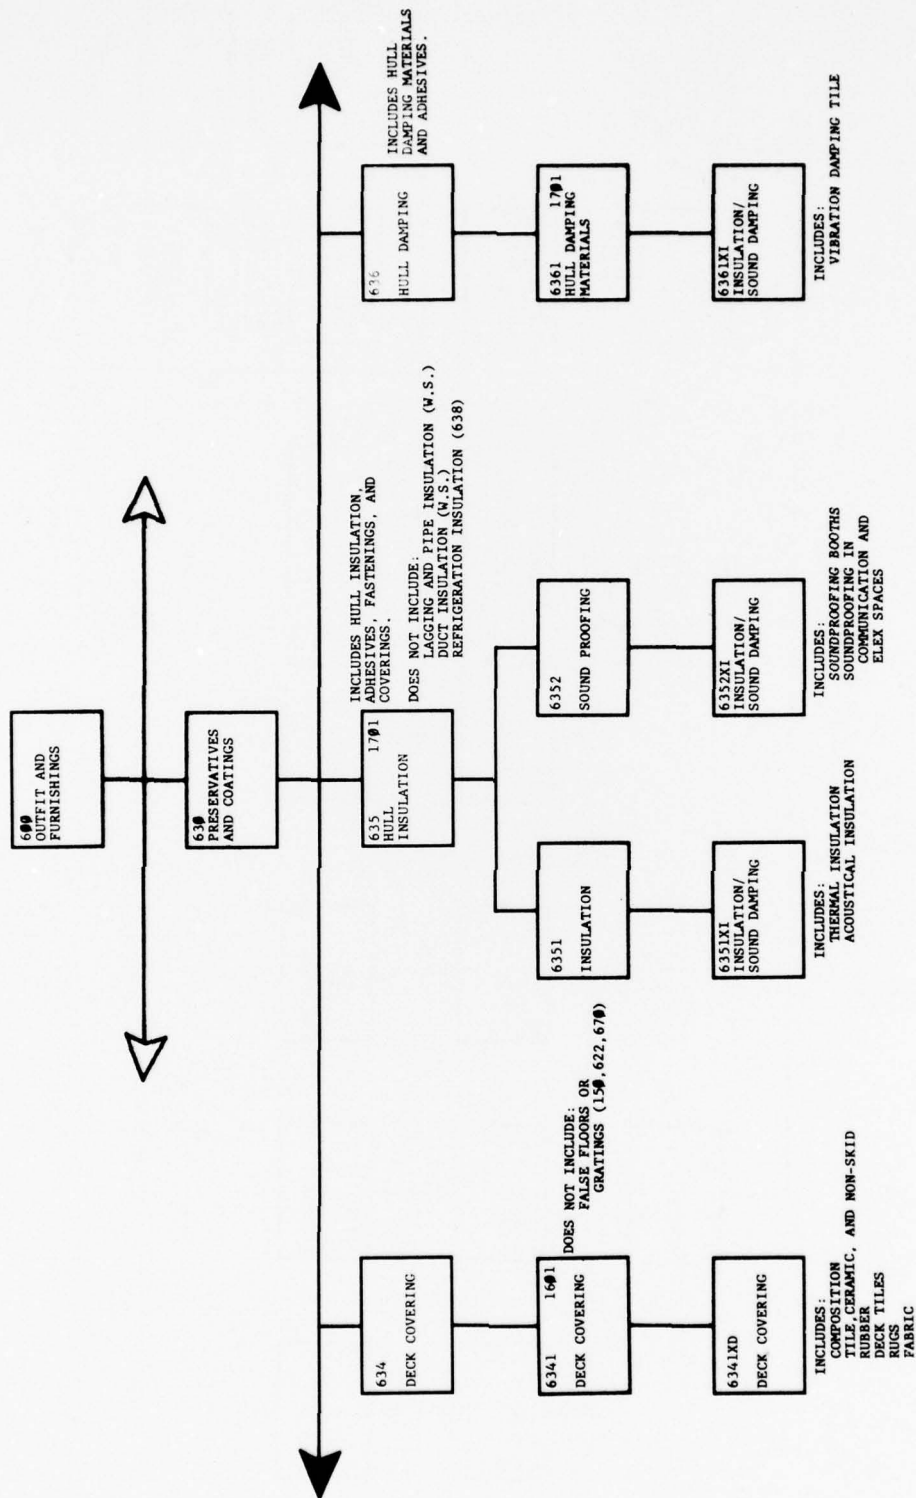 600
OUTFIT AND
FURNISHINGS
630
PRESERVATIVES
AND COATINGS
634
DECK COVERING
635 1701
HULL
INSULATION
INCLUDES HULL INSULATION,
ADHESIVES, FASTENINGS, AND
COVERINGS.
DOES NOT INCLUDE:
LAGGING AND PIPE INSULATION (W.S.)
DUCT INSULATION (W.S.)
REFRIGERATION INSULATION (638)
636
HULL DAMPING
INCLUDES HULL
DAMPING MATERIALS
AND ADHESIVES.
6341 1601
DECK COVERING
DOES NOT INCLUDE:
FALSE FLOORS OR
GRATINGS (150,622,670)
6351
INSULATION
6352
SOUND PROOFING
6361 1701
HULL DAMPING
MATERIALS
6341XD
DECK COVERING
INCLUDES:
COMPOSITION
TILE,CERAMIC, AND NON-SKID
RUBBER
DECK TILES
RUGS
FABRIC
6351XI
INSULATION/
SOUND DAMPING
INCLUDES:
THERMAL INSULATION
ACOUSTICAL INSULATION
6352XI
INSULATION/
SOUND DAMPING
INCLUDES:
SOUNDPROOFING BOOTHS
SOUNDPROOFING IN
COMMUNICATION AND
ELEX SPACES
6361XI
INSULATION/
SOUND DAMPING
INCLUDES:
VIBRATION DAMPING TILE